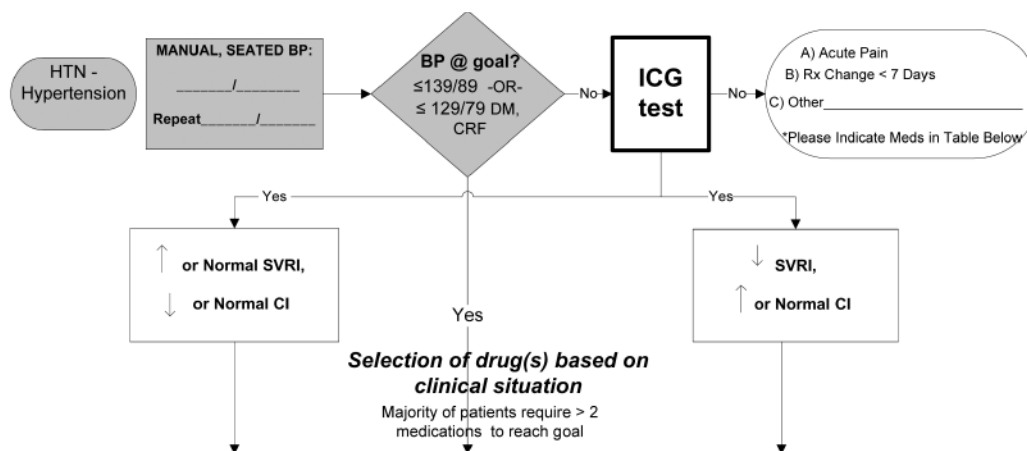 HTN -
Hypertension
MANUAL, SEATED BP:
_______/________
Repeat______/_______
BP @ goal?
≤139/89 -OR-
≤ 129/79 DM,
CRF
No
ICG
test
No
A) Acute Pain
B) Rx Change < 7 Days
C) Other_______________________
*Please Indicate Meds in Table Below
Yes
Yes
↑ or Normal SVRI,
↓ or Normal CI
↓ SVRI,
↑ or Normal CI
Yes
Selection of drug(s) based on
clinical situation
Majority of patients require > 2
medications to reach goal